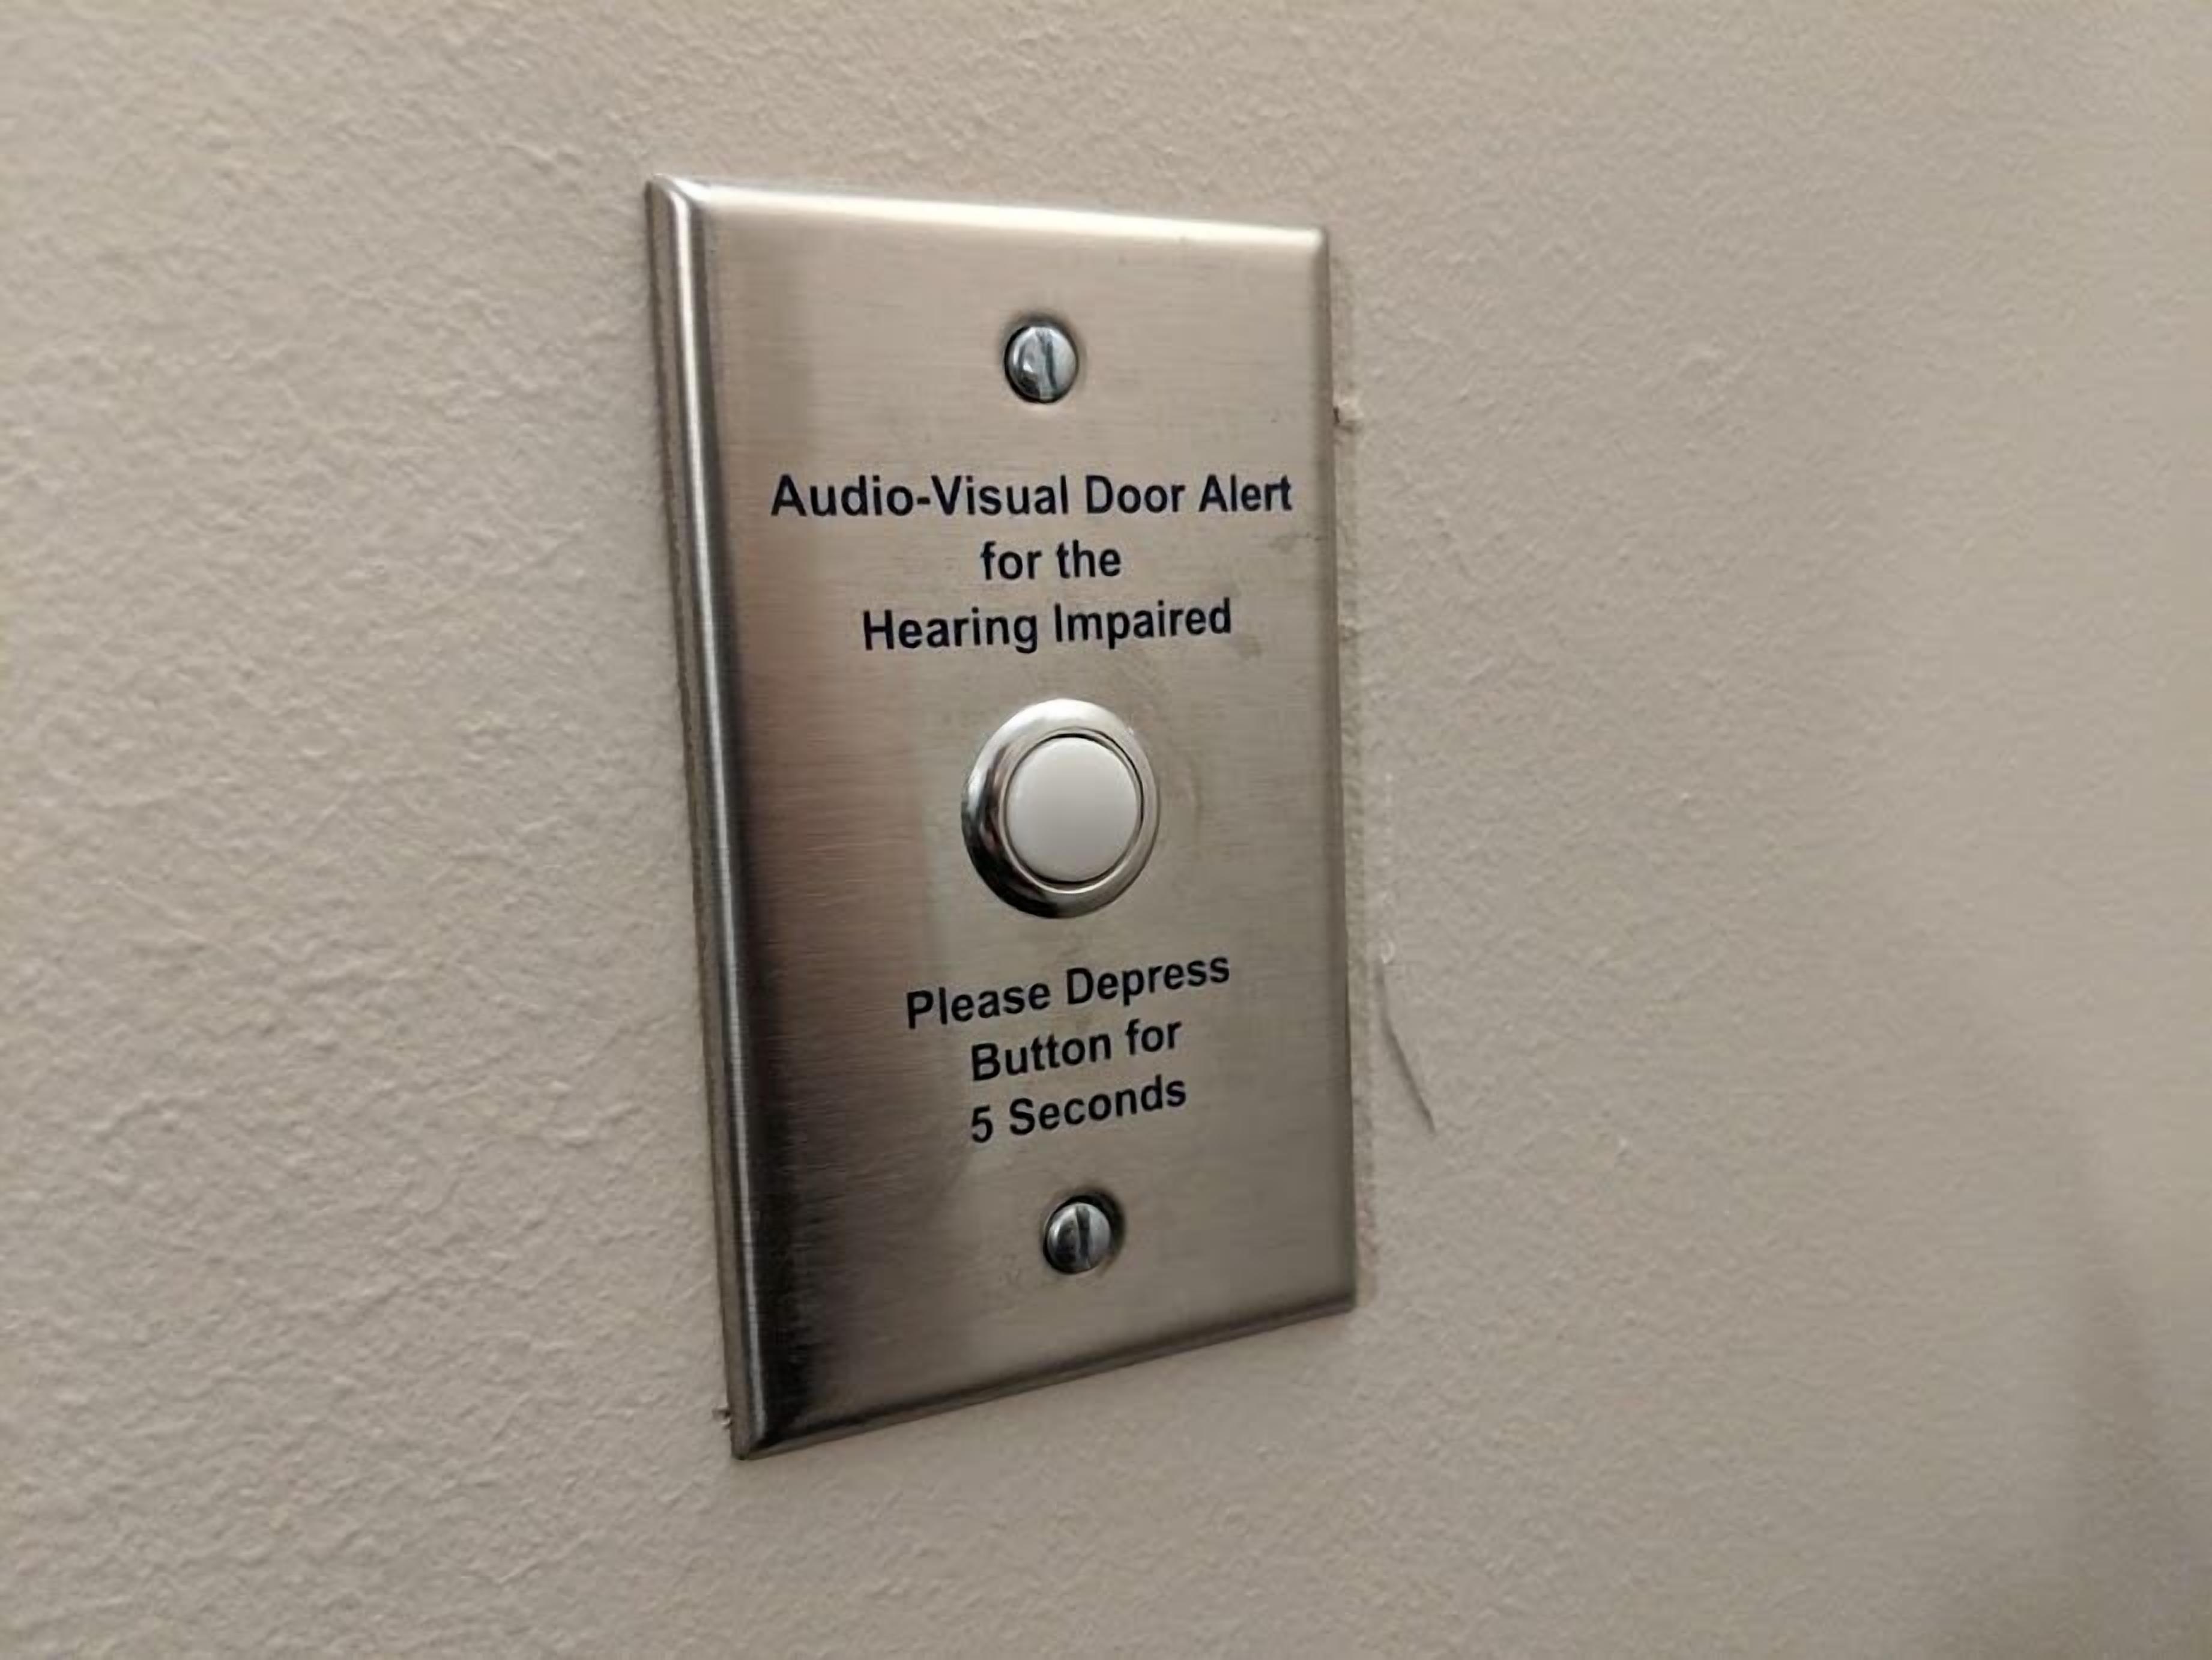 Audio-Visual Door Alert
for the
Hearing Impaired
Please Depress
Button for
5 Seconds